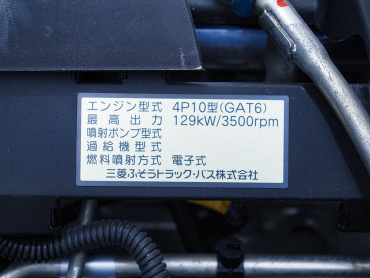 エンジン型式 4P10型(GAT6)
最高出力 129kW/3500rpm
噴射ポンプ型式
過給機型式
燃料噴射方式 電子式
三菱ふそうトラック・バス株式会社